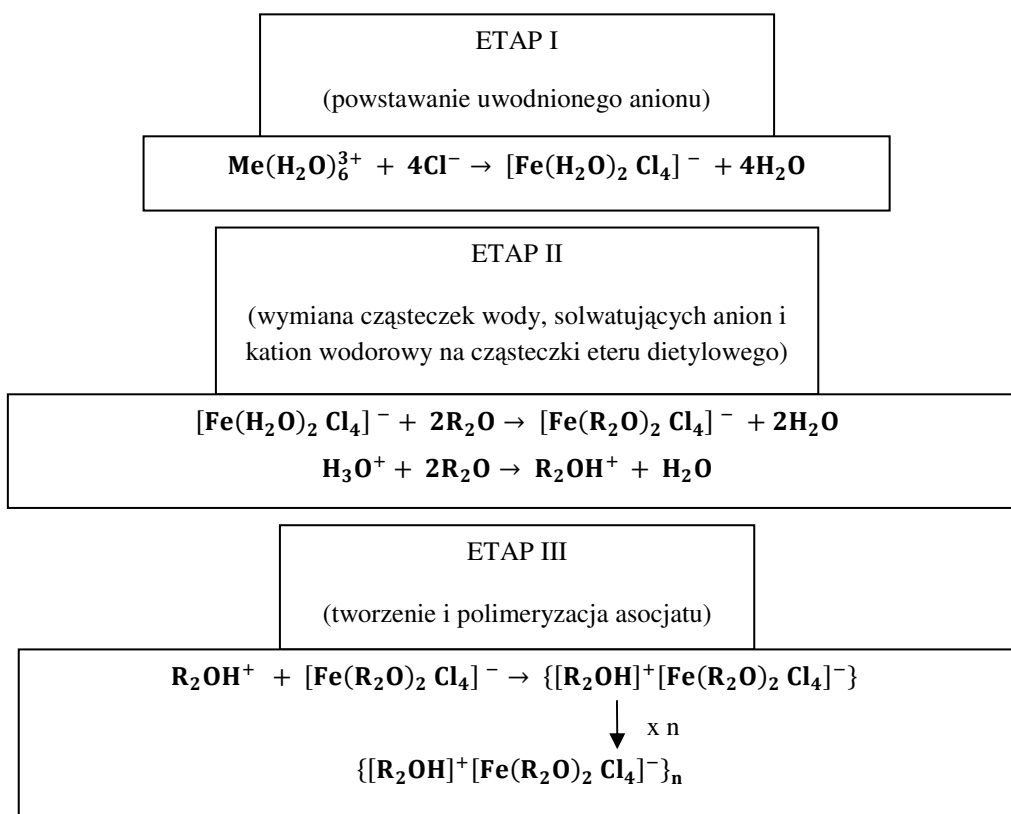 ETAP I
(powstawanie uwodnionego anionu)
Me(H₂O)₆³⁺ + 4Cl⁻ → [Fe(H₂O)₂ Cl₄]⁻ + 4H₂O
ETAP II
(wymiana cząsteczek wody, solwatujących anion i
kation wodorowy na cząsteczki eteru dietylowego)
[Fe(H₂O)₂ Cl₄]⁻ + 2R₂O → [Fe(R₂O)₂ Cl₄]⁻ + 2H₂O
H₃O⁺ + 2R₂O → R₂OH⁺ + H₂O
ETAP III
(tworzenie i polimeryzacja asocjatu)
R₂OH⁺ + [Fe(R₂O)₂ Cl₄]⁻ → {[R₂OH]⁺[Fe(R₂O)₂ Cl₄]⁻}
x n
{[R₂OH]⁺[Fe(R₂O)₂ Cl₄]⁻}ₙ